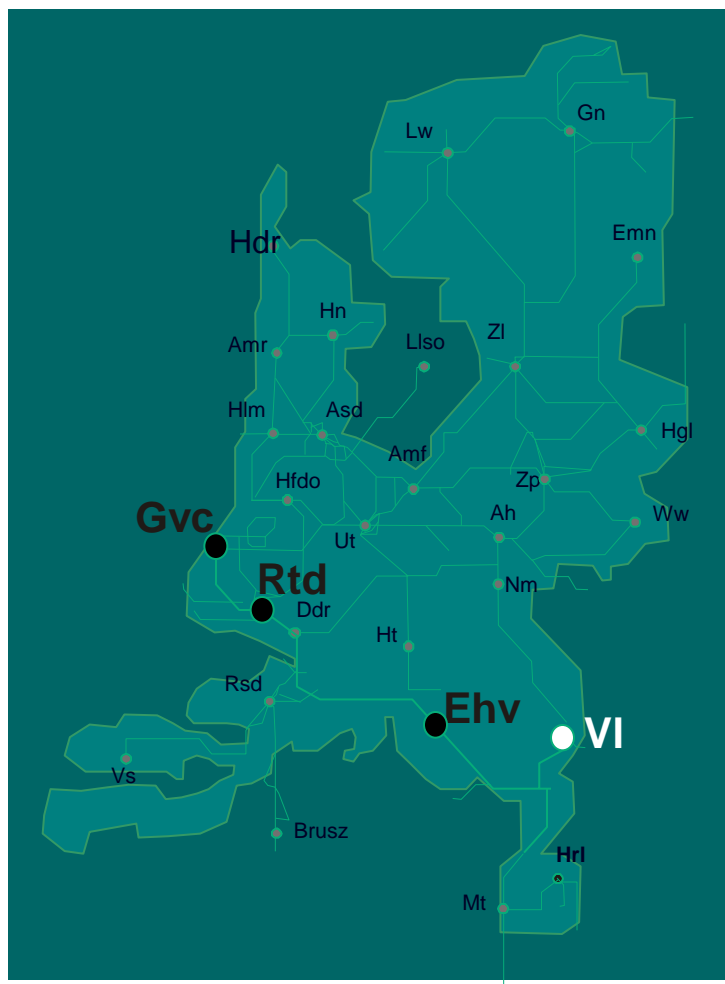 Gn
Lw
Emn
Hdr
Hn
Amr
Llso
Zl
Hlm
Asd
Hgl
Amf
Hfdo
Zp
Gvc
Ut
Ah
Ww
Rtd
Nm
Ddr
Ht
Rsd
Ehv
Vl
Vs
Brusz
Hrl
Mt